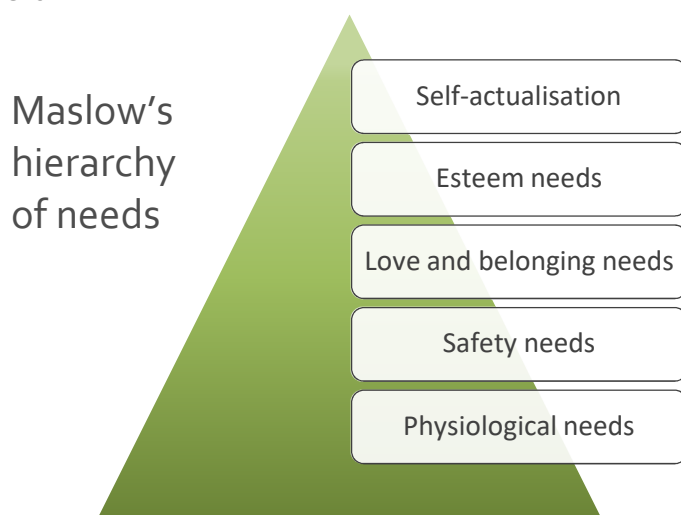 Maslow's
hierarchy
of needs
Self-actualisation
Esteem needs
Love and belonging needs
Safety needs
Physiological needs